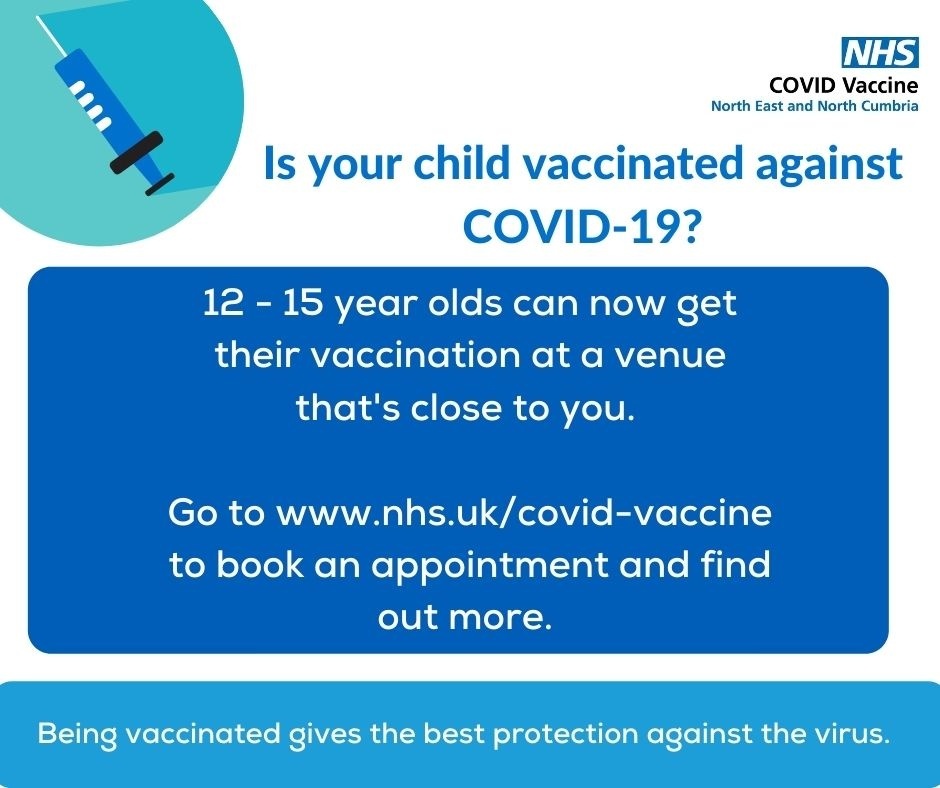 NHS
COVID Vaccine
North East and North Cumbria
Is your child vaccinated against
COVID-19?
12 - 15 year olds can now get
their vaccination at a venue
that's close to you.
Go to www.nhs.uk/covid-vaccine
to book an appointment and find
out more.
Being vaccinated gives the best protection against the virus.